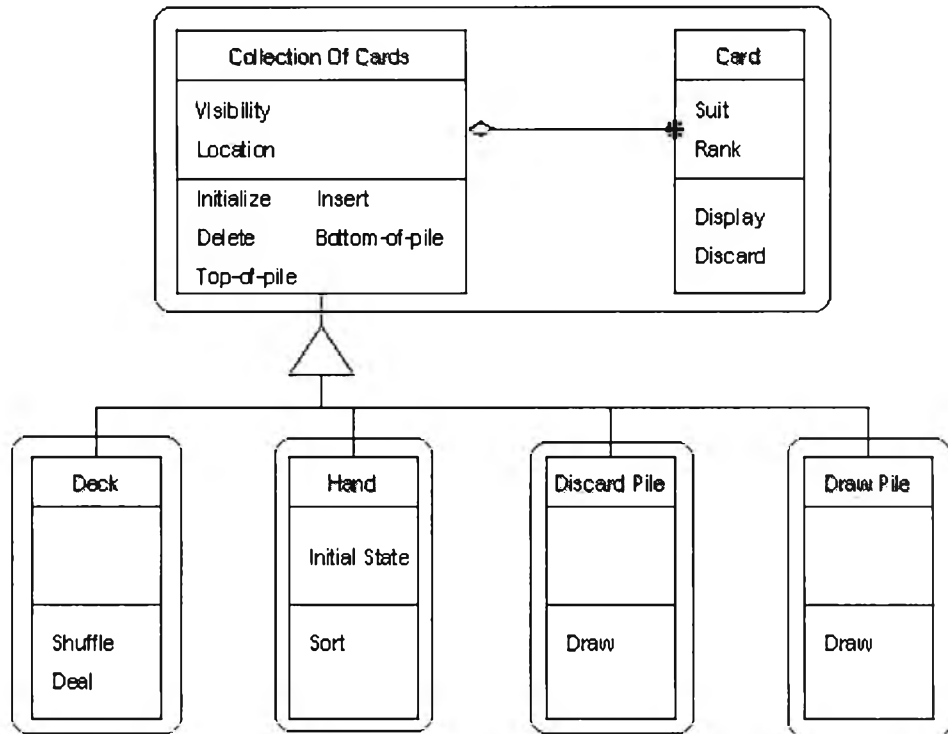 Collection Of Cards
Visibility
Location
Initialize Insert
Delete Bottom-of-pile
Top-of-pile
Card
Suit
Rank
Display
Discard
Deck
Shuffle
Deal
Hand
Initial State
Sort
Discard Pile
Draw
Draw Pile
Draw